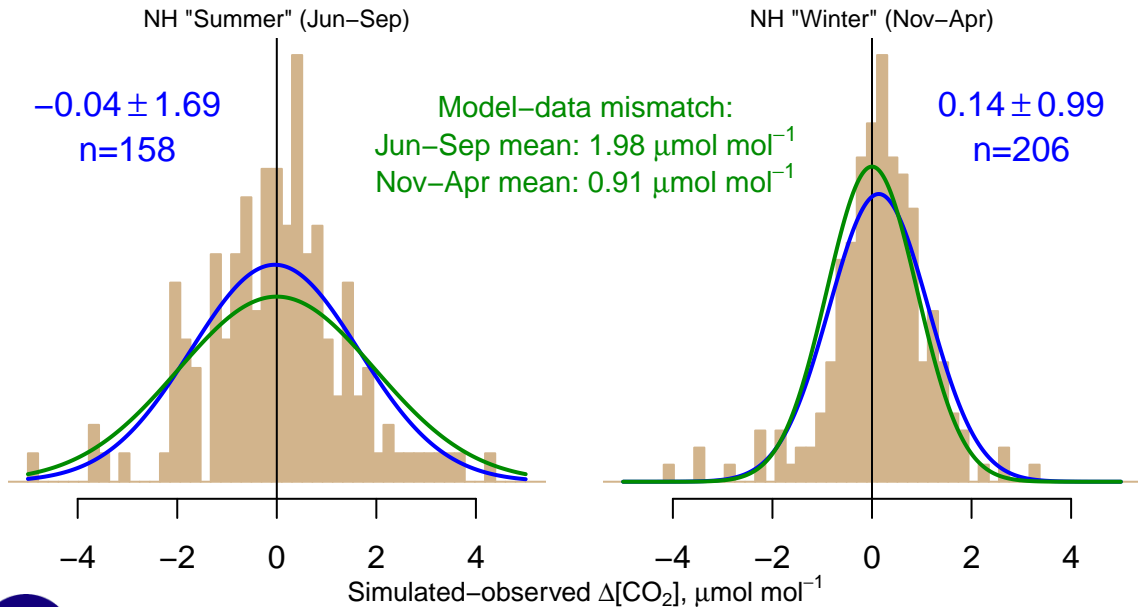 NH "Summer" (Jun−Sep)
NH "Winter" (Nov−Apr)
−0.04 ± 1.69
n=158
Model−data mismatch:
Jun−Sep mean: 1.98 μmol mol⁻¹
Nov−Apr mean: 0.91 μmol mol⁻¹
0.14 ± 0.99
n=206
−4 −2 0 2 4
−4 −2 0 2 4
Simulated−observed Δ[CO₂], μmol mol⁻¹